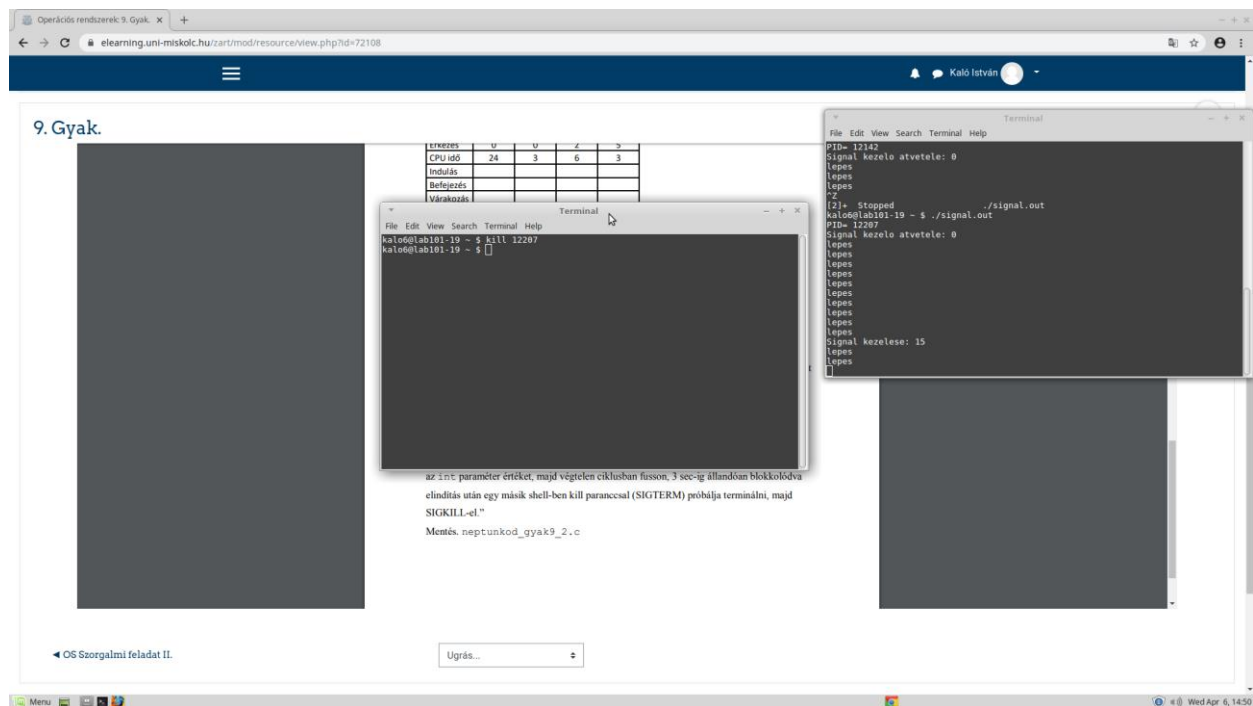 Operációs rendszerek: 9. Gyak.
elearning.uni-miskolc.hu/zart/mod/resource/view.php?id=72108
Kaló István
9. Gyak.
Érkezés 0 0 2 5
CPU idő 24 3 6 3
Indulás
Befejezés
Várakozás
Terminal
File Edit View Search Terminal Help
kalo6@lab101-19 ~ $ kill 12207
kalo6@lab101-19 ~ $
Terminal
File Edit View Search Terminal Help
PID= 12142
Signal kezelo atvetele: 0
lepes
lepes
lepes
^Z
[2]+ Stopped ./signal.out
kalo6@lab101-19 ~ $ ./signal.out
PID= 12207
Signal kezelo atvetele: 0
lepes
lepes
lepes
lepes
lepes
lepes
lepes
lepes
lepes
lepes
Signal kezelese: 15
lepes
lepes
az int paraméter értéket, majd végtelen ciklusban fusson, 3 sec-ig állandóan blokkolódva
elindítás után egy másik shell-ben kill paranccsal (SIGTERM) próbálja terminálni, majd
SIGKILL-el.”
Mentés. neptunkod_gyak9_2.c
◄ OS Szorgalmi feladat II.
Ugrás...
Menu
Wed Apr 6, 14:50